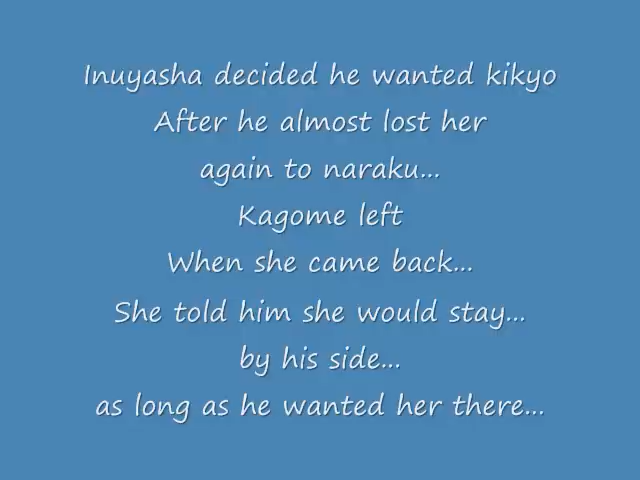 Inuyasha decided he wanted kikyo
After he almost lost her
again to naraku...
Kagome left
When she came back...
She told him she would stay...
by his side...
as long as he wanted her there...